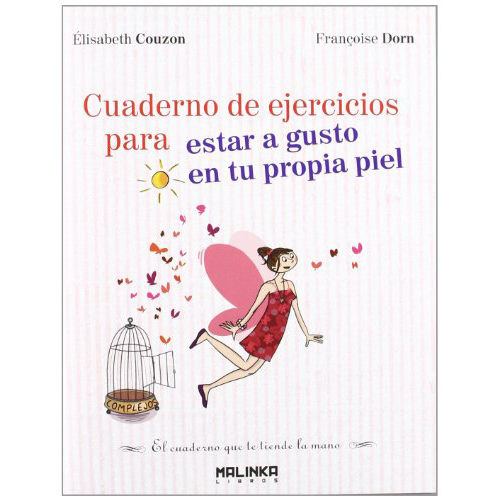 Élisabeth Couzon Françoise Dorn
Cuaderno de ejercicios
para estar a gusto
en tu propia piel
COMPLEJOS
El cuaderno que te tiende la mano
MALINKA
LIBROS